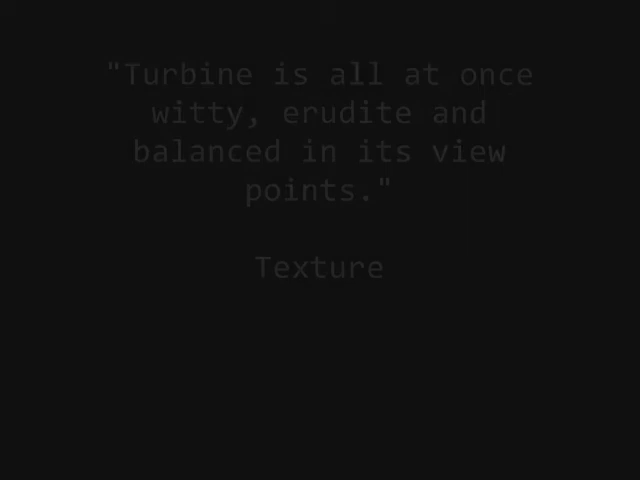 "Turbine is all at once
witty, erudite and
balanced in its view
points."
Texture